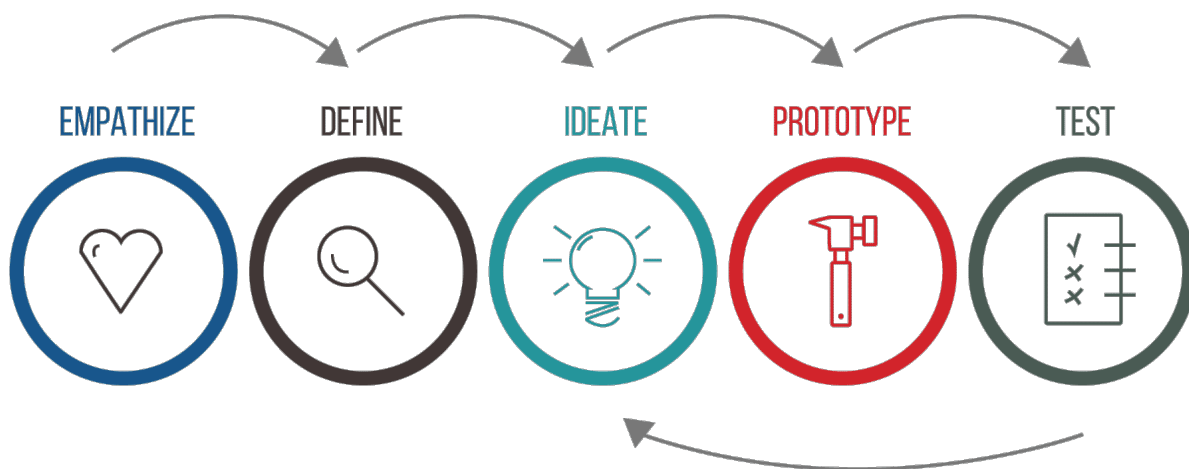 EMPATHIZE
DEFINE
IDEATE
PROTOTYPE
TEST